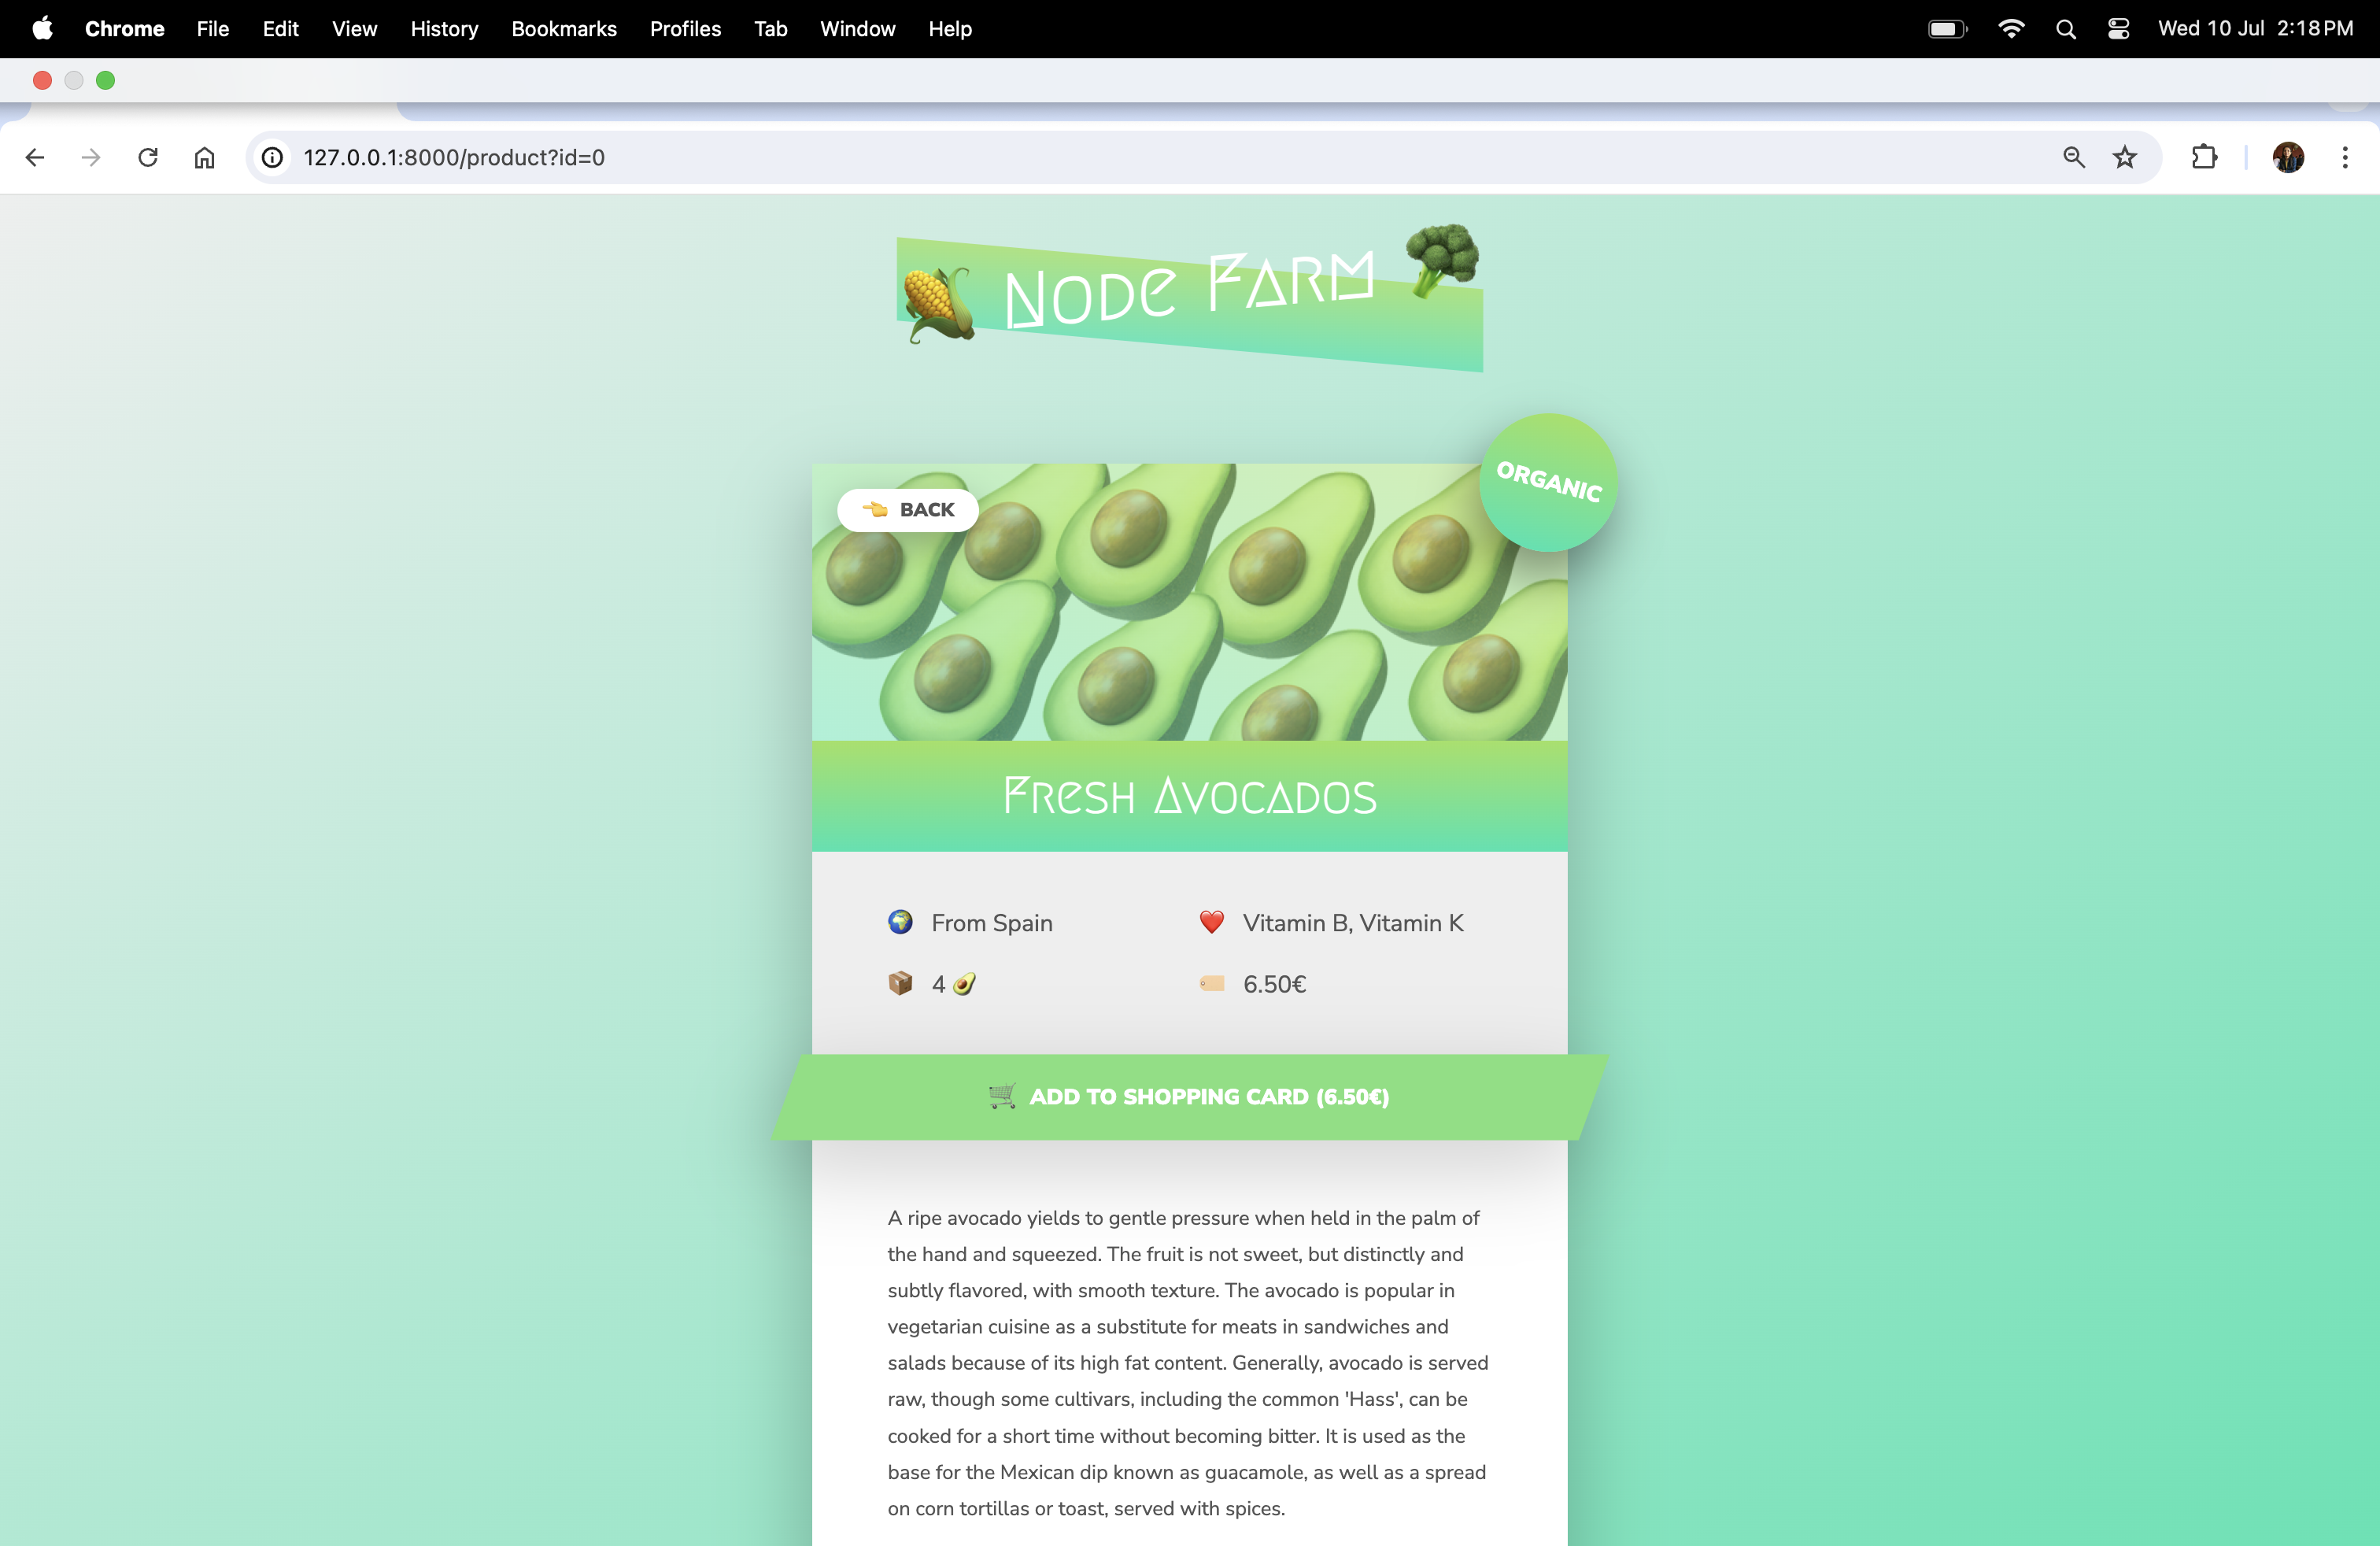 Chrome File Edit View History Bookmarks Profiles Tab Window Help Wed 10 Jul 2:18 PM
127.0.0.1:8000/product?id=0
Node Farm
ORGANIC
BACK
Fresh Avocados
From Spain
Vitamin B, Vitamin K
4
6.50€
ADD TO SHOPPING CARD (6.50€)
A ripe avocado yields to gentle pressure when held in the palm of
the hand and squeezed. The fruit is not sweet, but distinctly and
subtly flavored, with smooth texture. The avocado is popular in
vegetarian cuisine as a substitute for meats in sandwiches and
salads because of its high fat content. Generally, avocado is served
raw, though some cultivars, including the common 'Hass', can be
cooked for a short time without becoming bitter. It is used as the
base for the Mexican dip known as guacamole, as well as a spread
on corn tortillas or toast, served with spices.